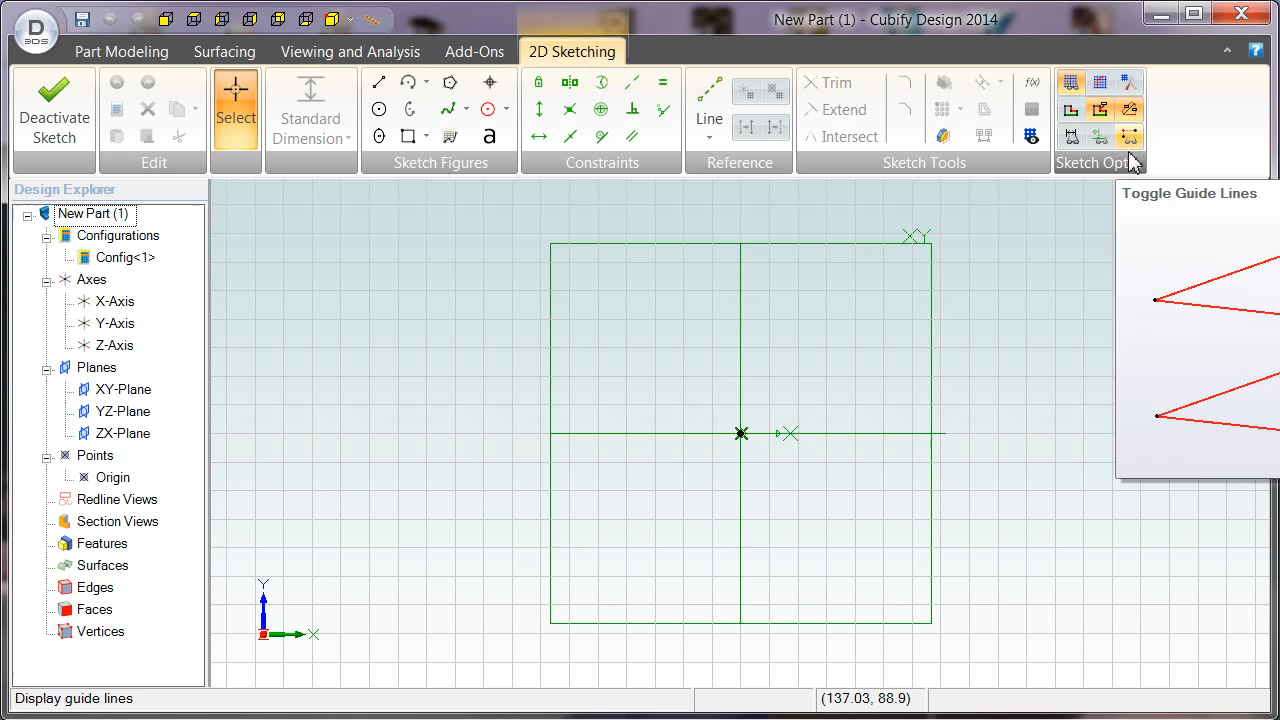 New Part (1) - Cubify Design 2014
D
3DS
Part Modeling Surfacing Viewing and Analysis Add-Ons 2D Sketching
Deactivate
Sketch
Edit
Select
Standard
Dimension
a
Sketch Figures
Constraints
Line
Reference
Trim
Extend
Intersect
f(x)
Sketch Tools
Sketch Opt
Toggle Guide Lines
Design Explorer
New Part (1)
Configurations
Config<1>
Axes
X-Axis
Y-Axis
Z-Axis
Planes
XY-Plane
YZ-Plane
ZX-Plane
Points
Origin
Redline Views
Section Views
Features
Surfaces
Edges
Faces
Vertices
XY
X
Y
X
Display guide lines
(137.03, 88.9)